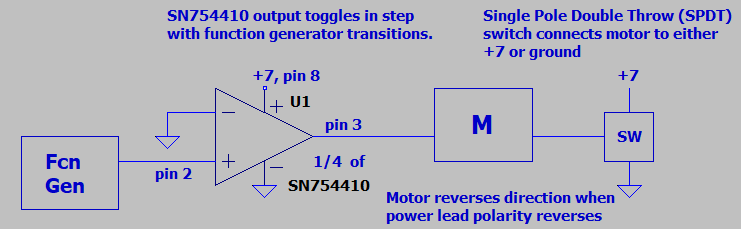 SN754410 output toggles in step
with function generator transitions.
Single Pole Double Throw (SPDT)
switch connects motor to either
+7 or ground
+7, pin 8
+7
+
U1
−
pin 3
M
SW
Fcn
Gen
pin 2
+
1/4 of
−
SN754410
Motor reverses direction when
power lead polarity reverses